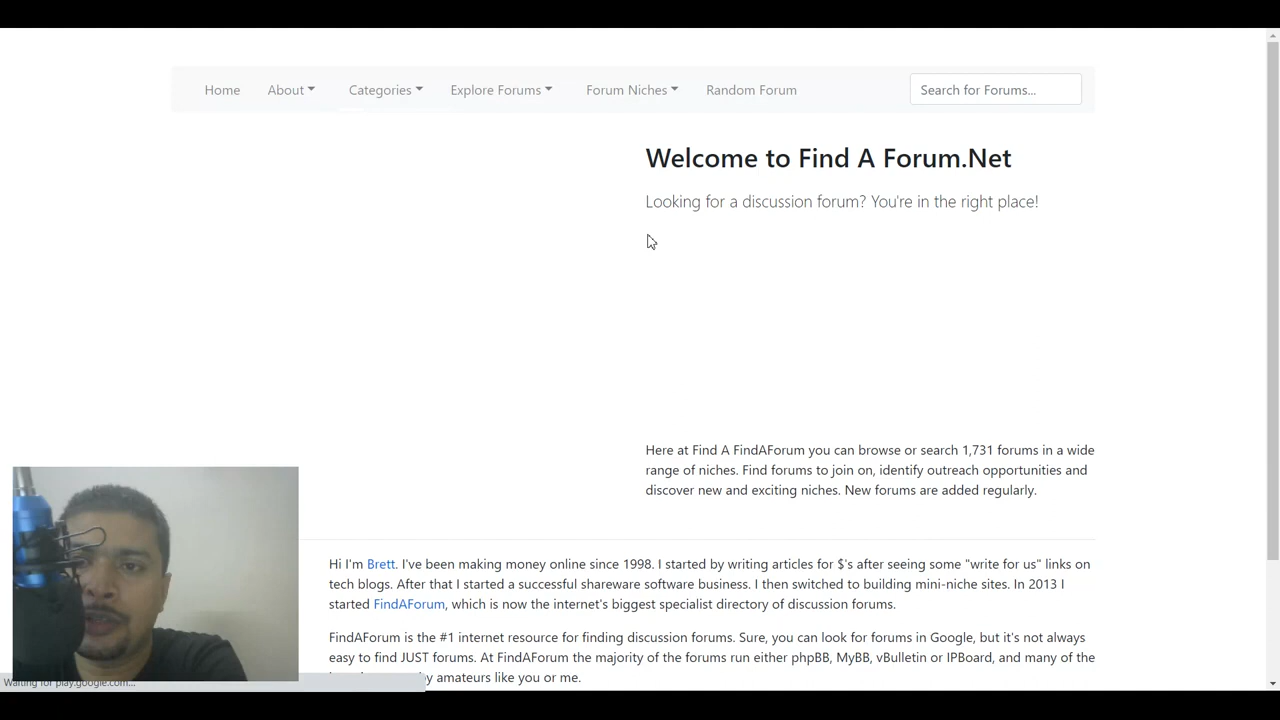 Home About Categories Explore Forums Forum Niches Random Forum Search for Forums...
Welcome to Find A Forum.Net
Looking for a discussion forum? You're in the right place!
Here at Find A FindAForum you can browse or search 1,731 forums in a wide
range of niches. Find forums to join on, identify outreach opportunities and
discover new and exciting niches. New forums are added regularly.
Hi I'm Brett. I've been making money online since 1998. I started by writing articles for $'s after seeing some "write for us" links on
tech blogs. After that I started a successful shareware software business. I then switched to building mini-niche sites. In 2013 I
started FindAForum, which is now the internet's biggest specialist directory of discussion forums.
FindAForum is the #1 internet resource for finding discussion forums. Sure, you can look for forums in Google, but it's not always
easy to find JUST forums. At FindAForum the majority of the forums run either phpBB, MyBB, vBulletin or IPBoard, and many of the
by amateurs like you or me.
Waiting for play.google.com...